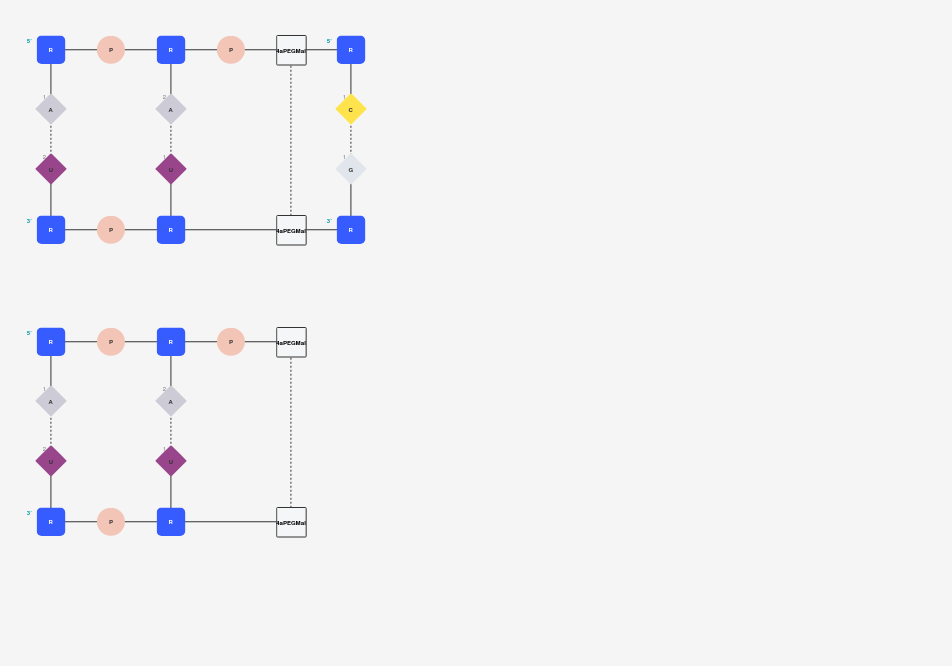 5' R P R P 4aPEGMal R
1 A 2 A 1 C
2 U 1 U 1 G
3' R P R 4aPEGMal 3' R
5' R P R P 4aPEGMal
1 A 2 A
2 U 1 U
3' R P R 4aPEGMal